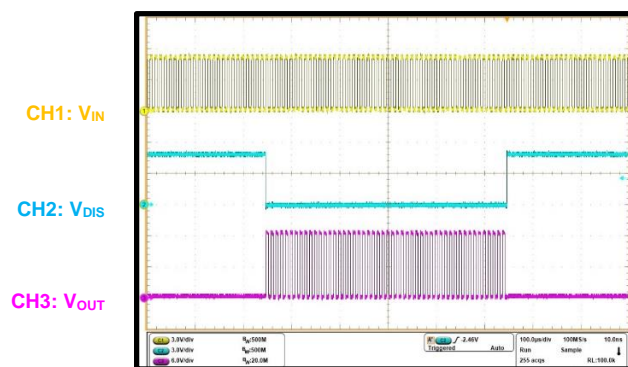 CH1: VIN
CH2: VDIS
CH3: VOUT
3.0V/div BW:500M
3.0V/div BW:500M
6.0V/div BW:20.0M
-2.46V
Triggered Auto
100.0µs/div 100MS/s 10.0ns
Run Sample
255 acqs RL:100.0k